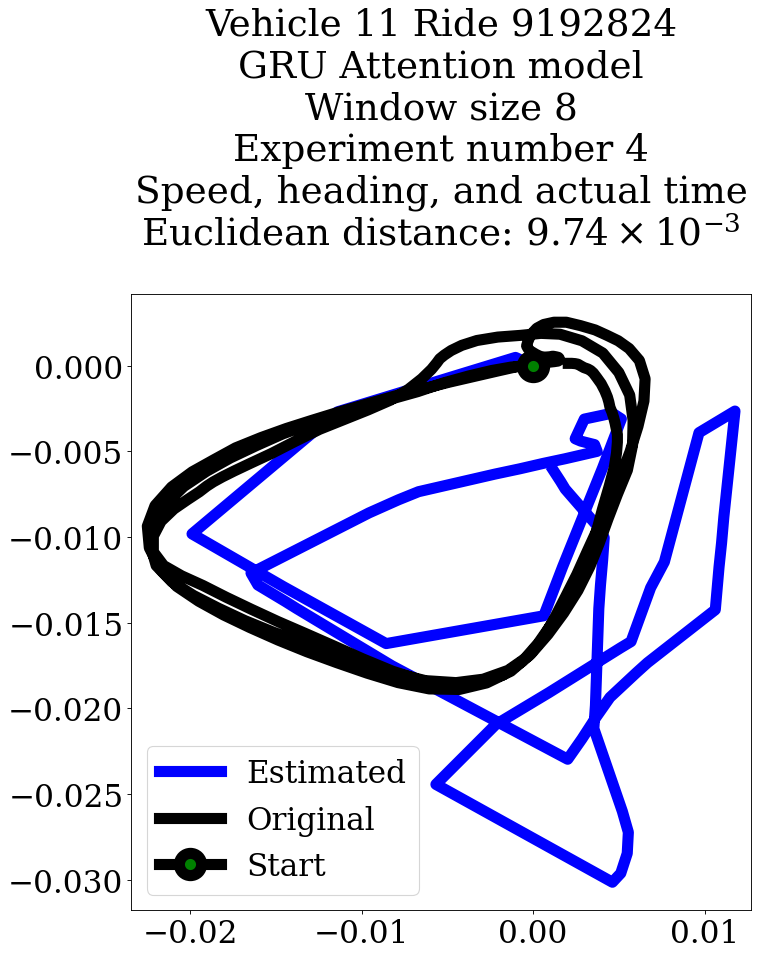 Vehicle 11 Ride 9192824
GRU Attention model
Window size 8
Experiment number 4
Speed, heading, and actual time
Euclidean distance: 9.74 × 10⁻³
0.000
−0.005
−0.010
−0.015
−0.020
−0.025
−0.030
Estimated
Original
Start
−0.02
−0.01
0.00
0.01